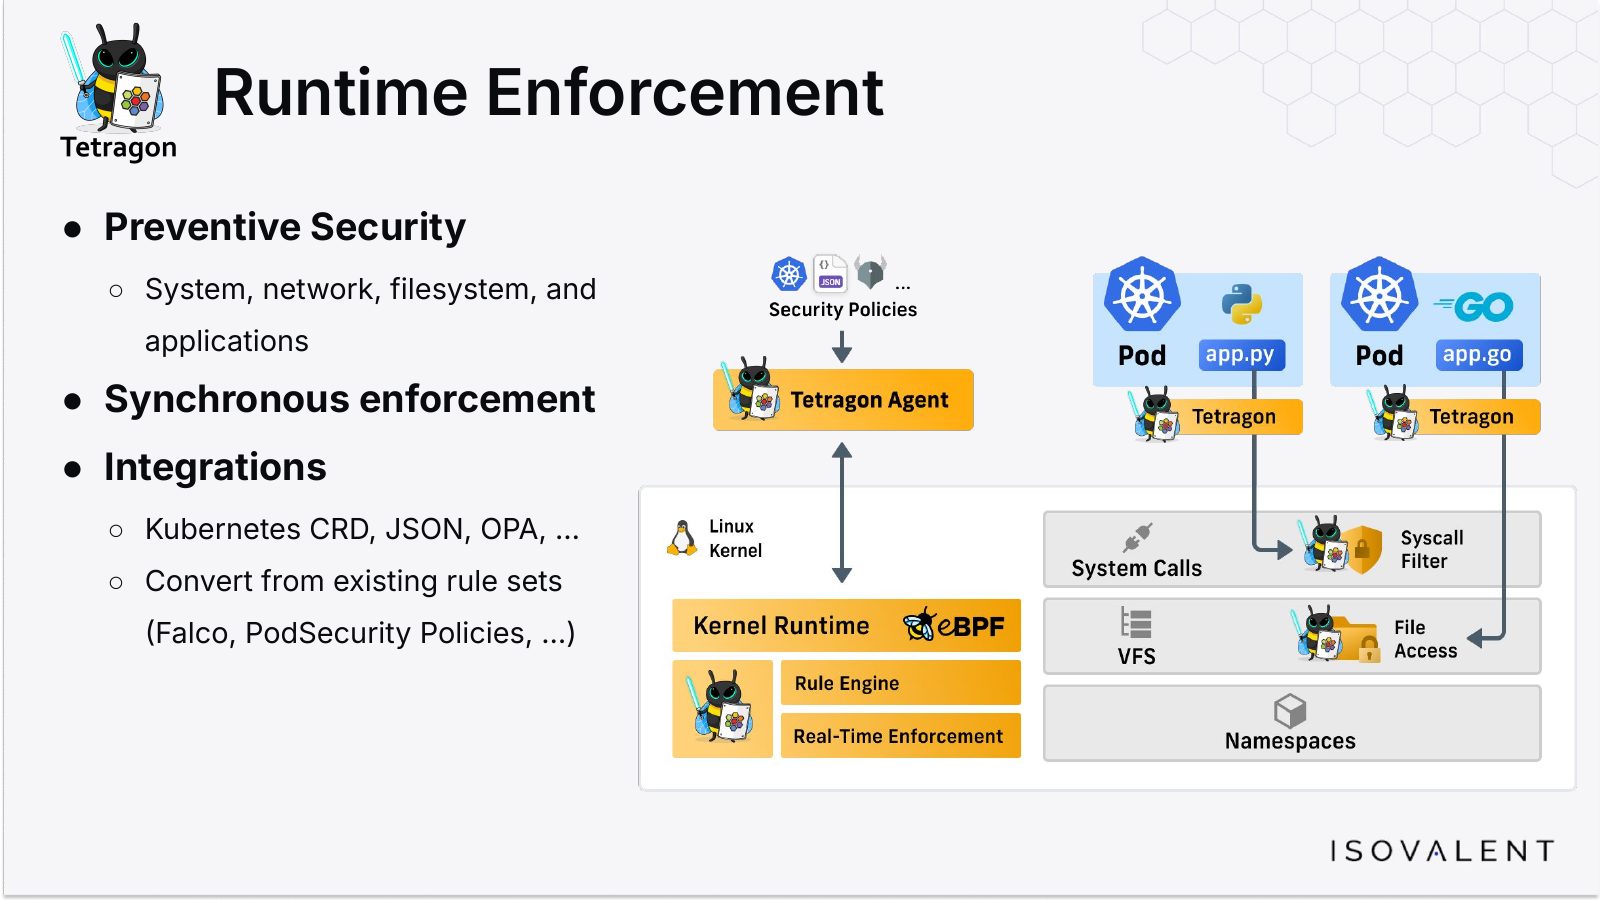 Tetragon
Runtime Enforcement
● Preventive Security
○ System, network, filesystem, and
applications
● Synchronous enforcement
● Integrations
○ Kubernetes CRD, JSON, OPA, ...
○ Convert from existing rule sets
(Falco, PodSecurity Policies, ...)
{} JSON ...
Security Policies
Tetragon Agent
Pod
app.py
Tetragon
GO
Pod
app.go
Tetragon
Linux
Kernel
Kernel Runtime
eBPF
Rule Engine
Real-Time Enforcement
System Calls
Syscall
Filter
VFS
File
Access
Namespaces
ISOVALENT